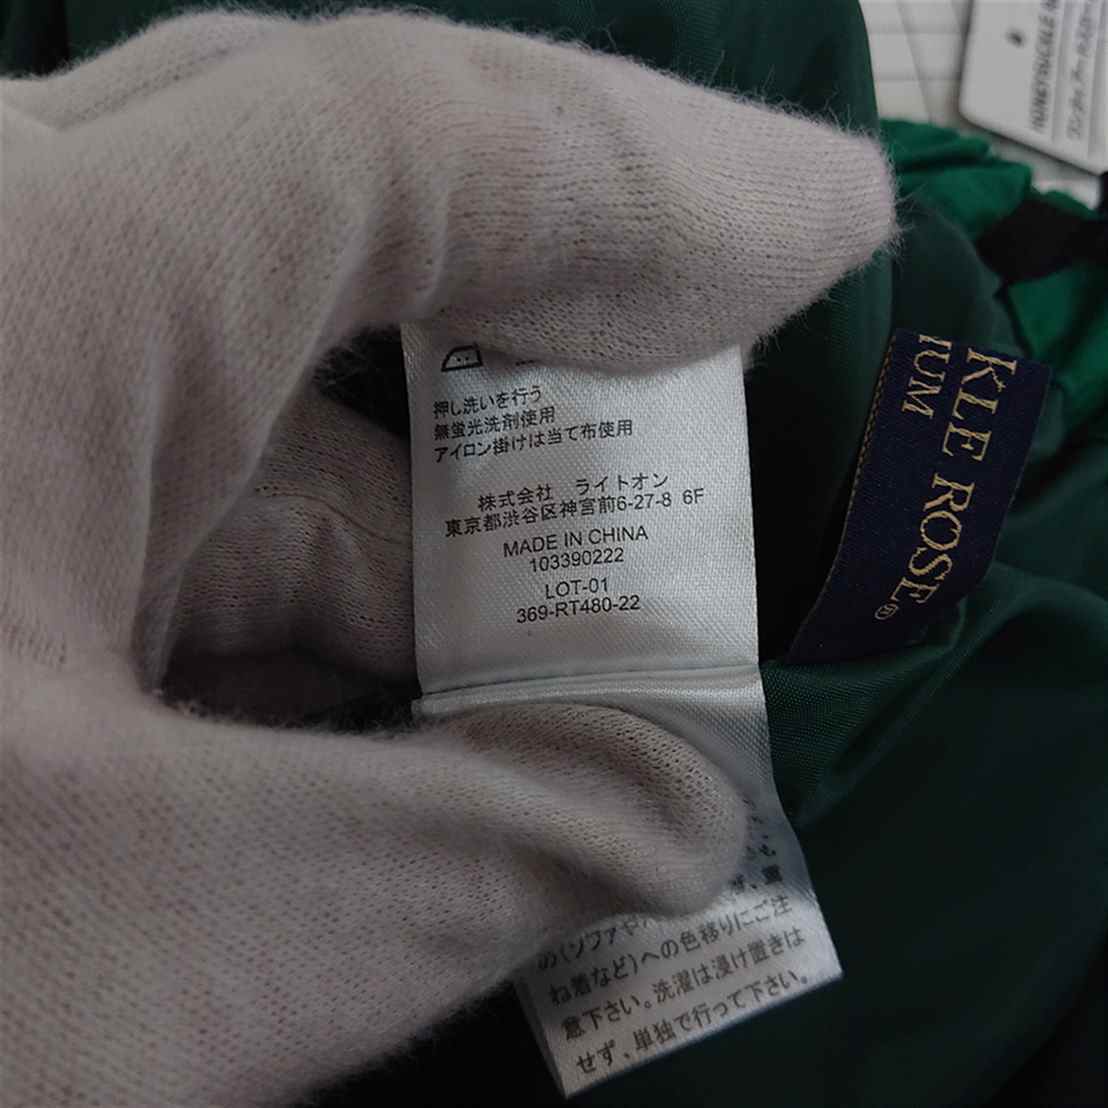 押し洗いを行う
無蛍光洗剤使用
アイロン掛けは当て布使用
株式会社 ライトオン
東京都渋谷区神宮前6-27-8 6F
MADE IN CHINA
103390222
LOT-01
369-RT480-22
KLE ROSE®
IUM
の(ソファや
への色移りにご注
ね着など)
意下さい。洗濯は浸け置きは
せず、単独で行って下さい。